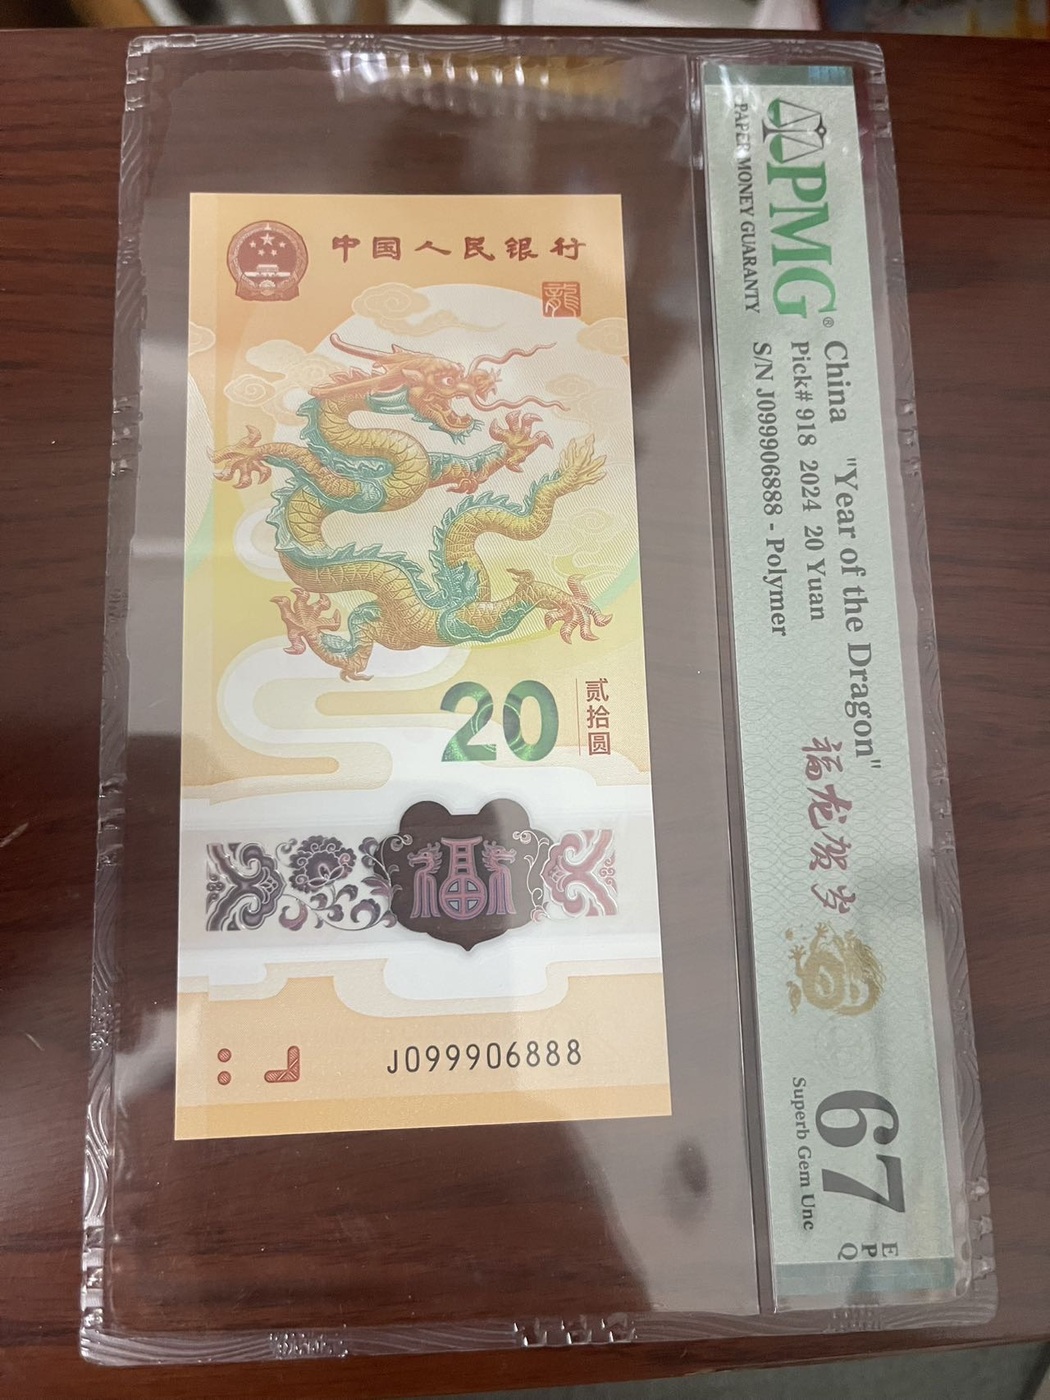 中国人民银行
龍
20
贰拾圆
福
J099906888
PMG®
PAPER MONEY GUARANTY
China "Year of the Dragon"
Pick# 918 2024 20 Yuan
S/N J099906888 - Polymer
福龙贺岁
67
EPQ
Superb Gem Unc